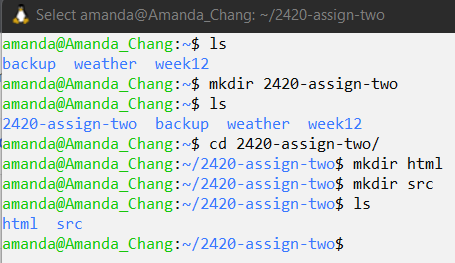 Select amanda@Amanda_Chang: ~/2420-assign-two
amanda@Amanda_Chang:~$ ls
backup  weather  week12
amanda@Amanda_Chang:~$ mkdir 2420-assign-two
amanda@Amanda_Chang:~$ ls
2420-assign-two  backup  weather  week12
amanda@Amanda_Chang:~$ cd 2420-assign-two/
amanda@Amanda_Chang:~/2420-assign-two$ mkdir html
amanda@Amanda_Chang:~/2420-assign-two$ mkdir src
amanda@Amanda_Chang:~/2420-assign-two$ ls
html  src
amanda@Amanda_Chang:~/2420-assign-two$